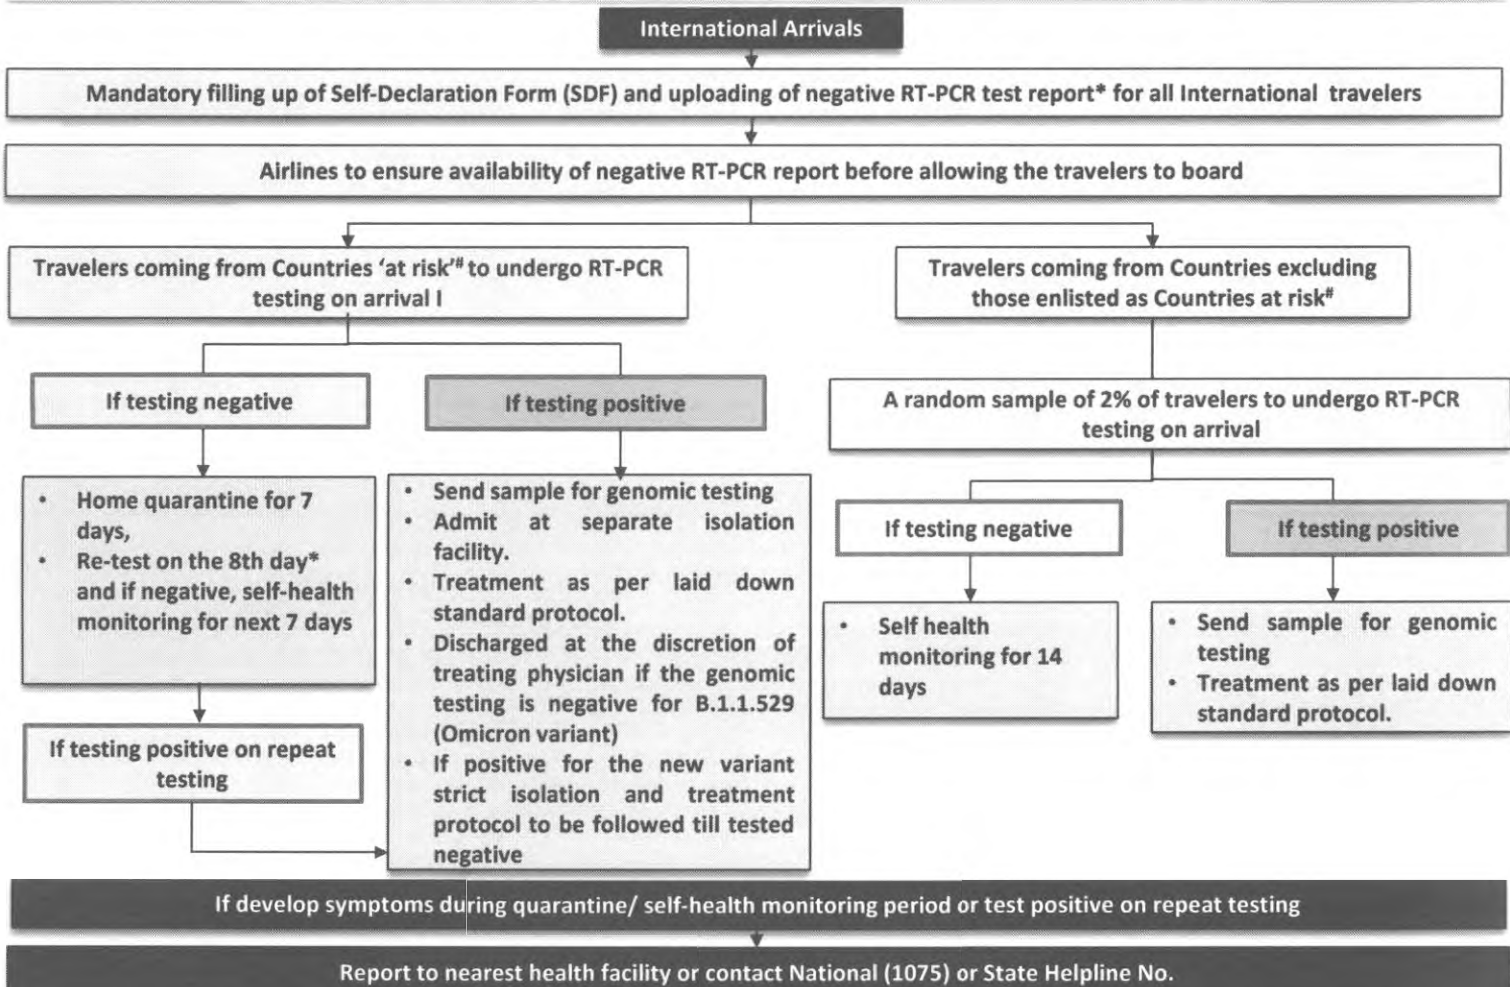 International Arrivals
Mandatory filling up of Self-Declaration Form (SDF) and uploading of negative RT-PCR test report* for all International travelers
Airlines to ensure availability of negative RT-PCR report before allowing the travelers to board
Travelers coming from Countries 'at risk'# to undergo RT-PCR
testing on arrival I
Travelers coming from Countries excluding
those enlisted as Countries at risk#
If testing negative
If testing positive
A random sample of 2% of travelers to undergo RT-PCR
testing on arrival
• Home quarantine for 7
days,
• Re-test on the 8th day*
and if negative, self-health
monitoring for next 7 days
If testing positive on repeat
testing
• Send sample for genomic testing
• Admit at separate isolation
facility.
• Treatment as per laid down
standard protocol.
• Discharged at the discretion of
treating physician if the genomic
testing is negative for B.1.1.529
(Omicron variant)
• If positive for the new variant
strict isolation and treatment
protocol to be followed till tested
negative
If testing negative
If testing positive
• Self health
monitoring for 14
days
• Send sample for genomic
testing
• Treatment as per laid down
standard protocol.
If develop symptoms during quarantine/ self-health monitoring period or test positive on repeat testing
Report to nearest health facility or contact National (1075) or State Helpline No.